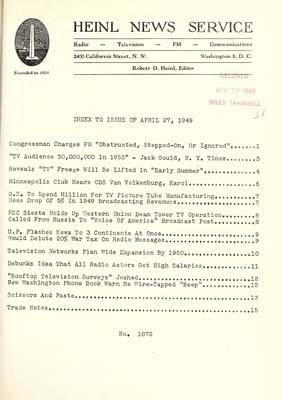 HEINL NEWS SERVICE
Radio — Television — FM — Communications
2400 California Street, N. W. Washington 8, D. C.
Robert D. Heinl, Editor
Founded in 1924
RECEIVED
APR 29 1949
NILES TRAMMELL
INDEX TO ISSUE OF APRIL 27, 1949
Congressman Charges FM "Obstructed, Stepped-On, Or Ignored".......1
"TV Audience 50,000,000 In 1953" - Jack Gould, N. Y. Times........3
Reveals "TV" Freeze Will Be Lifted in "Early Summer"..............4
Minneapolis Club Hears CBS Van Volkenburg, Karol..................6
G.E. To Spend Million For TV Picture Tube Manufacturing...........7
Sees Drop Of 5% In 1949 Broadcasting Revenues.....................7
FCC Siesta Holds Up Western Union Beam Tower TV Operation.........8
Called From Russia To "Voice Of America" Broadcast Post...........8
U.P. Flashes News To 3 Continents At Once.........................9
Would Delete 20% War Tax On Radio Messages........................9
Television Networks Plan Wide Expansion By 1950..................10
Debunks Idea That All Radio Actors Get High Salaries.............11
"Rooftop Television Surveys" Joshed..............................12
New Washington Phone Book Warn Re Wire-Tapped "Beep".............12
Scissors And Paste...............................................13
Trade Notes......................................................15
No. 1872